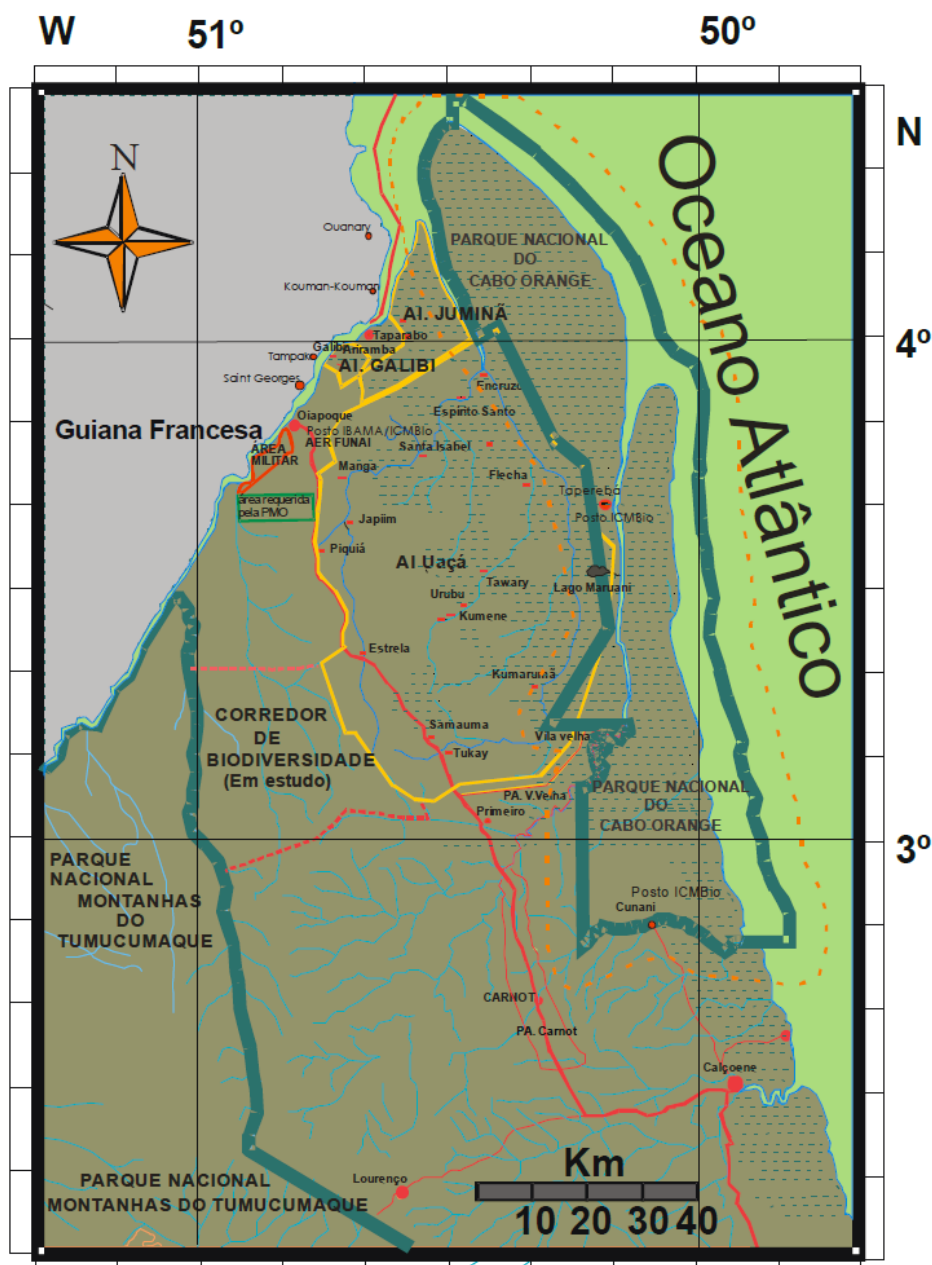 W
51º
50º
N
N
Oceano Atlântico
Ouanary
PARQUE NACIONAL
DO
CABO ORANGE
Kouman-Kouman
AI. JUMINÃ
Taparabo
4º
Galibi
Ariramba
Tampak
AI. GALIBI
Saint Georges
Encruzo
Espirito Santo
Oiapoque
Guiana Francesa
Posto IBAMA/ICMBio
AER FUNAI
ÁREA
MILITAR
Santa Isabel
Manga
Flecha
Tapereba
área requerida
pela PMO
Posto ICMBio
Japiim
Piquiá
AI Uaçá
Tawary
Lago Maruani
Urubu
Kumene
Estrela
Kumarumã
CORREDOR
DE
BIODIVERSIDADE
(Em estudo)
Samauma
Vila velha
Tukay
PARQUE NACIONAL
DO
CABO ORANGE
PA. V.Velha
Primeiro
3º
PARQUE
NACIONAL
MONTANHAS
DO
TUMUCUMAQUE
Posto ICMBio
Cunani
CARNOT
PA. Carnot
Calçoene
Km
10 20 30 40
Lourenço
PARQUE NACIONAL
MONTANHAS DO TUMUCUMAQUE